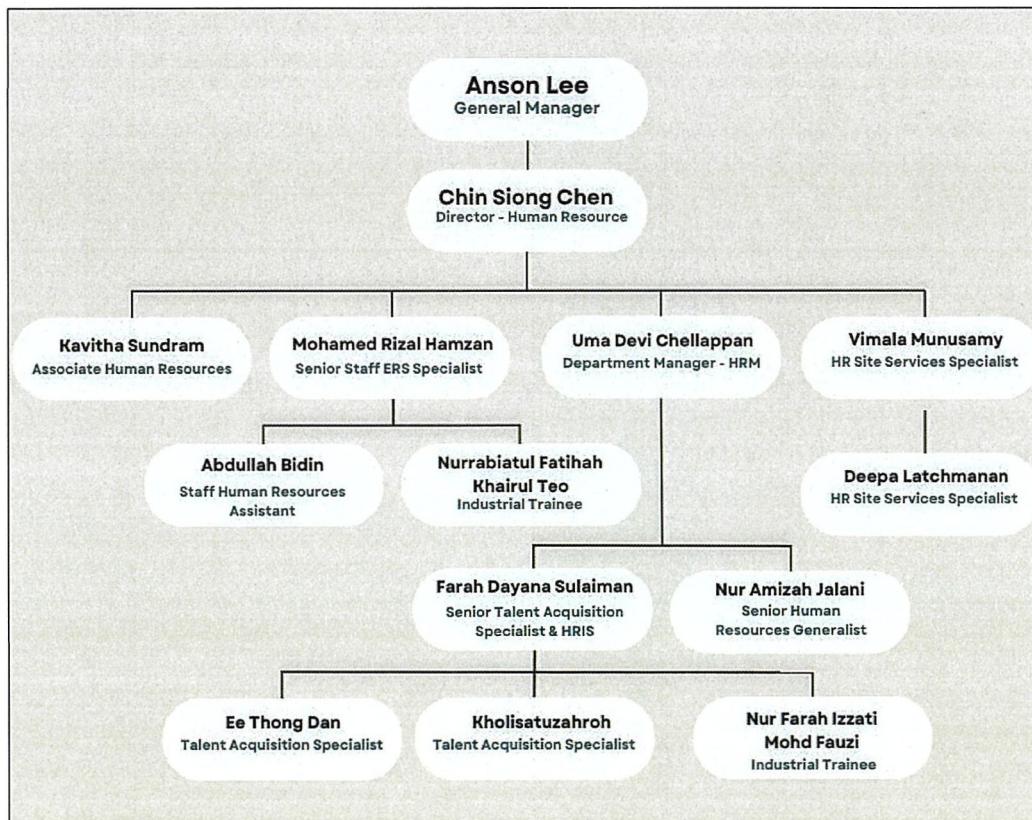 Anson Lee
General Manager
Chin Siong Chen
Director - Human Resource
Kavitha Sundram
Associate Human Resources
Mohamed Rizal Hamzan
Senior Staff ERS Specialist
Uma Devi Chellappan
Department Manager - HRM
Vimala Munusamy
HR Site Services Specialist
Abdullah Bidin
Staff Human Resources
Assistant
Nurrabiatul Fatihah
Khairul Teo
Industrial Trainee
Deepa Latchmanan
HR Site Services Specialist
Farah Dayana Sulaiman
Senior Talent Acquisition
Specialist & HRIS
Nur Amizah Jalani
Senior Human
Resources Generalist
Ee Thong Dan
Talent Acquisition Specialist
Kholisatuzahroh
Talent Acquisition Specialist
Nur Farah Izzati
Mohd Fauzi
Industrial Trainee